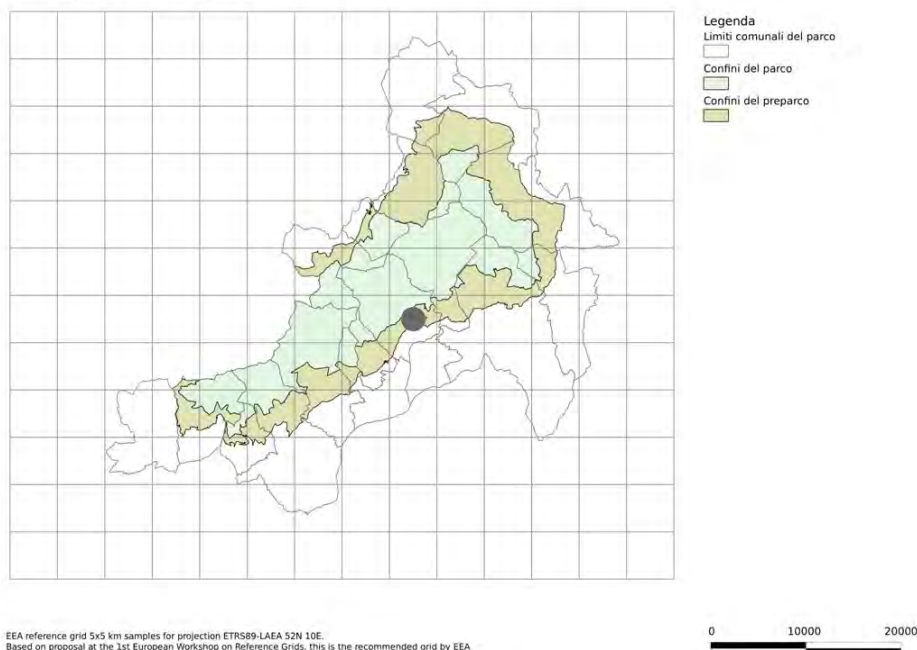 Legenda
Limiti comunali del parco
Confini del parco
Confini del preparco
EEA reference grid 5x5 km samples for projection ETRS89-LAEA 52N 10E.
Based on proposal at the 1st European Workshop on Reference Grids, this is the recommended grid by EEA
0 10000 20000